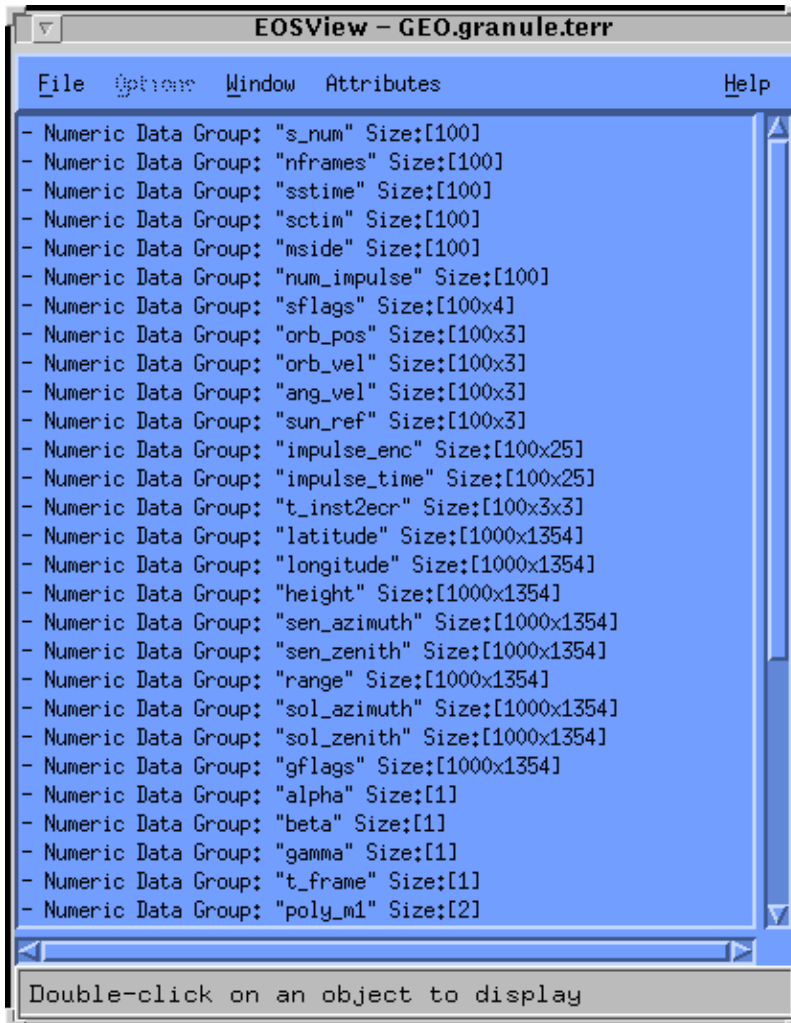 EOSView – GEO.granule.terr
File Options Window Attributes Help
- Numeric Data Group: "s_num" Size:[100]
- Numeric Data Group: "nframes" Size:[100]
- Numeric Data Group: "sstime" Size:[100]
- Numeric Data Group: "sctim" Size:[100]
- Numeric Data Group: "mside" Size:[100]
- Numeric Data Group: "num_impulse" Size:[100]
- Numeric Data Group: "sflags" Size:[100x4]
- Numeric Data Group: "orb_pos" Size:[100x3]
- Numeric Data Group: "orb_vel" Size:[100x3]
- Numeric Data Group: "ang_vel" Size:[100x3]
- Numeric Data Group: "sun_ref" Size:[100x3]
- Numeric Data Group: "impulse_enc" Size:[100x25]
- Numeric Data Group: "impulse_time" Size:[100x25]
- Numeric Data Group: "t_inst2ecr" Size:[100x3x3]
- Numeric Data Group: "latitude" Size:[1000x1354]
- Numeric Data Group: "longitude" Size:[1000x1354]
- Numeric Data Group: "height" Size:[1000x1354]
- Numeric Data Group: "sen_azimuth" Size:[1000x1354]
- Numeric Data Group: "sen_zenith" Size:[1000x1354]
- Numeric Data Group: "range" Size:[1000x1354]
- Numeric Data Group: "sol_azimuth" Size:[1000x1354]
- Numeric Data Group: "sol_zenith" Size:[1000x1354]
- Numeric Data Group: "gflags" Size:[1000x1354]
- Numeric Data Group: "alpha" Size:[1]
- Numeric Data Group: "beta" Size:[1]
- Numeric Data Group: "gamma" Size:[1]
- Numeric Data Group: "t_frame" Size:[1]
- Numeric Data Group: "poly_m1" Size:[2]
Double-click on an object to display